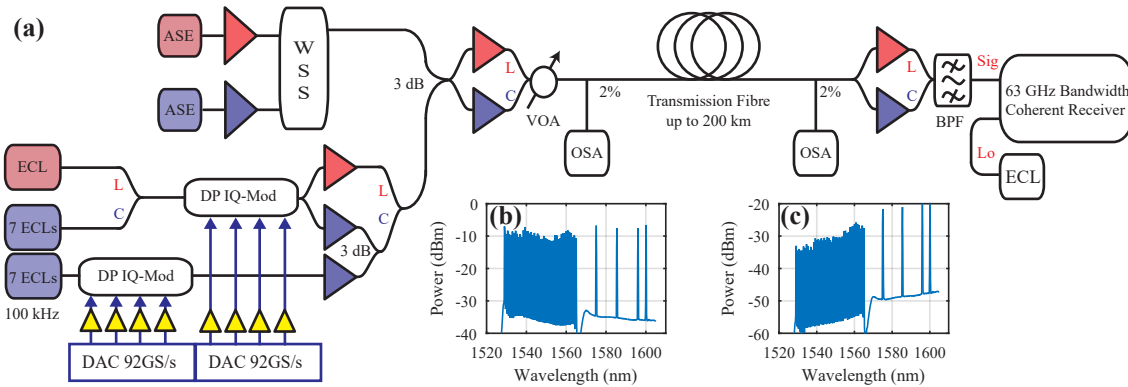 (a)
ASE
ASE
W
S
S
3 dB
L
C
VOA
2%
OSA
Transmission Fibre
up to 200 km
2%
OSA
L
C
BPF
Sig
63 GHz Bandwidth
Coherent Receiver
Lo
ECL
ECL
L
C
7 ECLs
DP IQ-Mod
L
C
3 dB
7 ECLs
DP IQ-Mod
100 kHz
DAC 92GS/s
DAC 92GS/s
(b)
Power (dBm)
0
-10
-20
-30
-40
1520 1540 1560 1580 1600
Wavelength (nm)
(c)
Power (dBm)
-20
-30
-40
-50
-60
1520 1540 1560 1580 1600
Wavelength (nm)